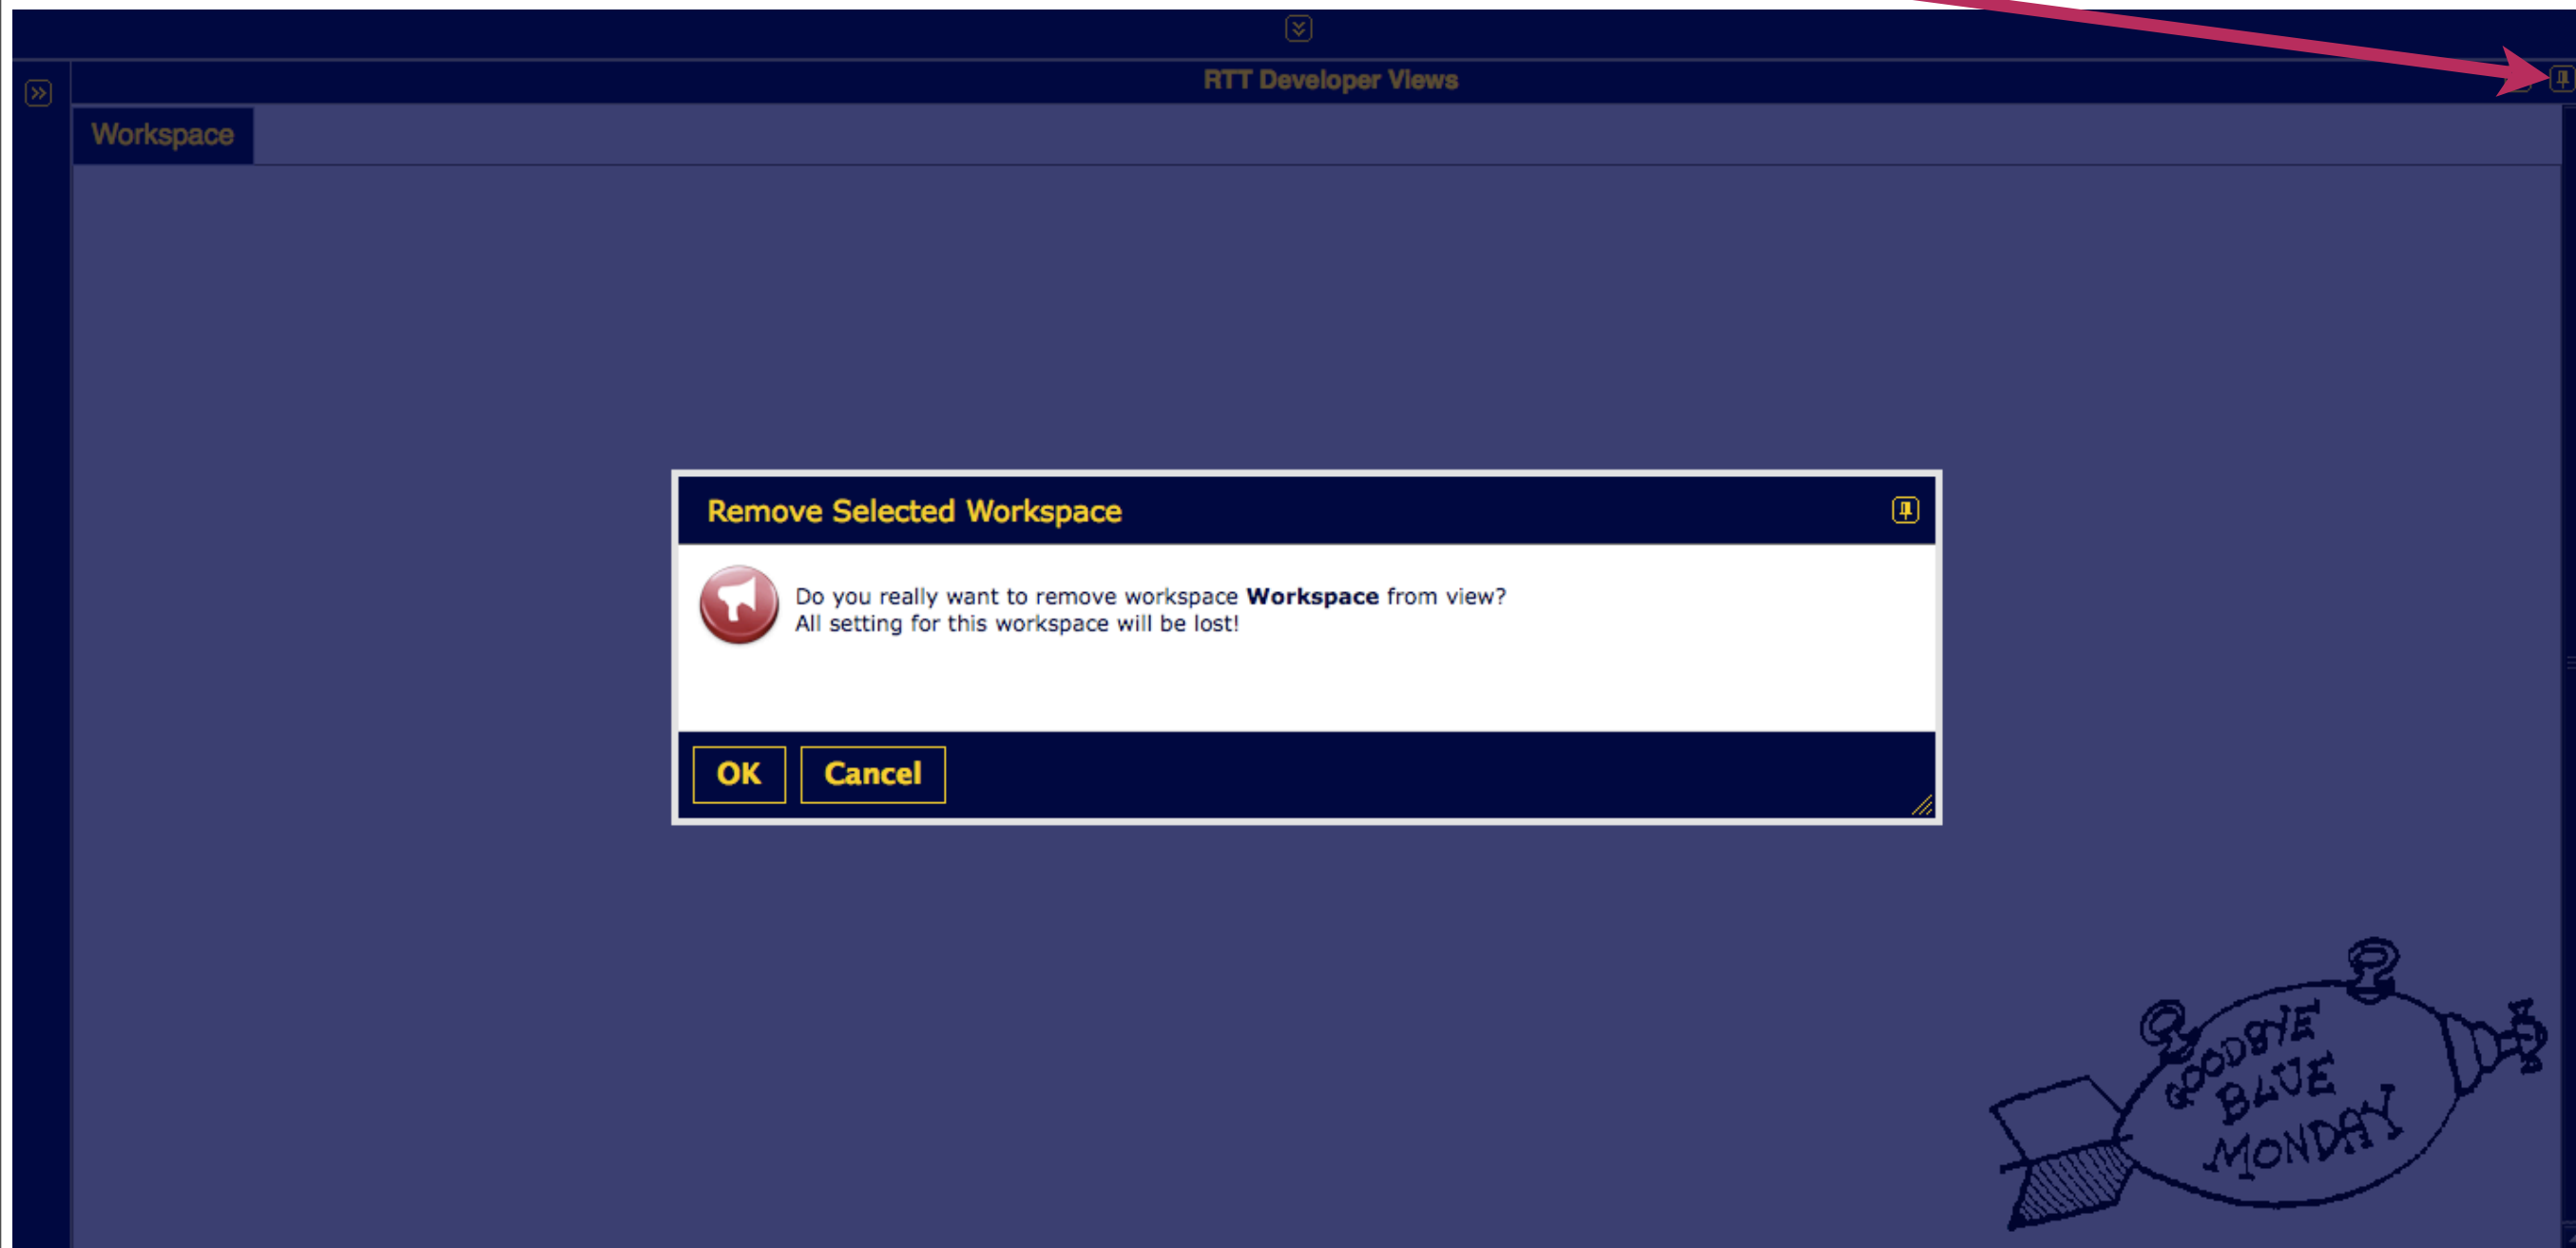 RTT Developer Views
Workspace
Remove Selected Workspace
Do you really want to remove workspace Workspace from view?
All setting for this workspace will be lost!
OK
Cancel
GOODBYE
BLUE
MONDAY